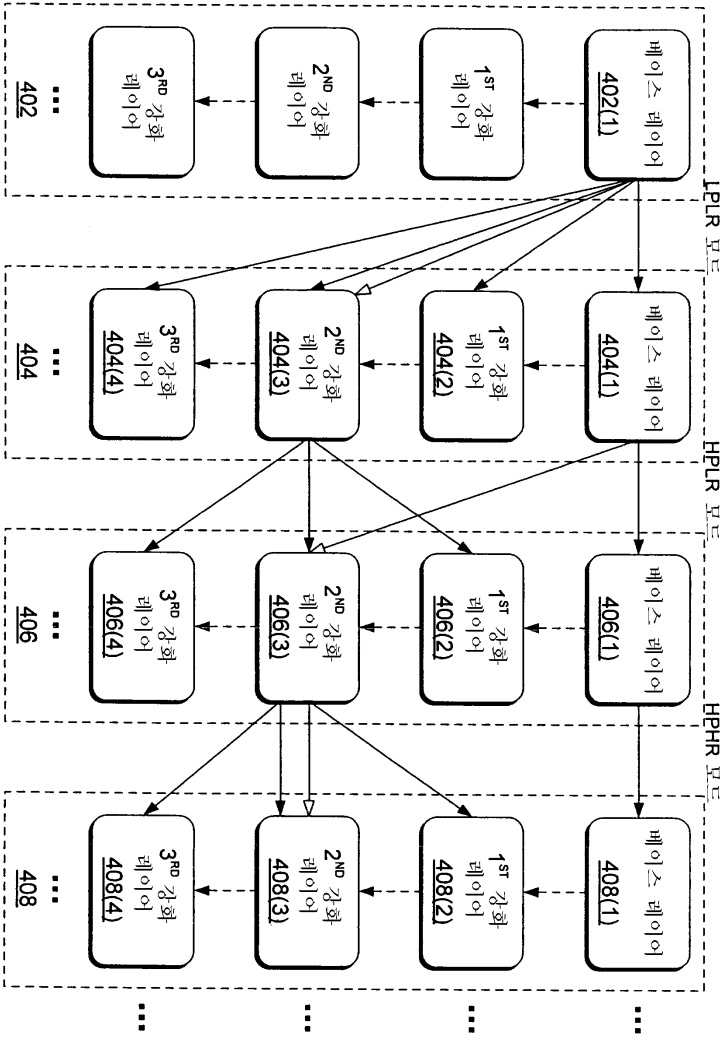 LPLR 모드
HPLR 모드
HPHR 모드
베이스 레이어
402(1)
1ST 강화
레이어
2ND 강화
레이어
3RD 강화
레이어
...
402
베이스 레이어
404(1)
1ST 강화
레이어
404(2)
2ND 강화
레이어
404(3)
3RD 강화
레이어
404(4)
...
404
베이스 레이어
406(1)
1ST 강화
레이어
406(2)
2ND 강화
레이어
406(3)
3RD 강화
레이어
406(4)
...
406
베이스 레이어
408(1)
1ST 강화
레이어
408(2)
2ND 강화
레이어
408(3)
3RD 강화
레이어
408(4)
...
408
...
...
...
...